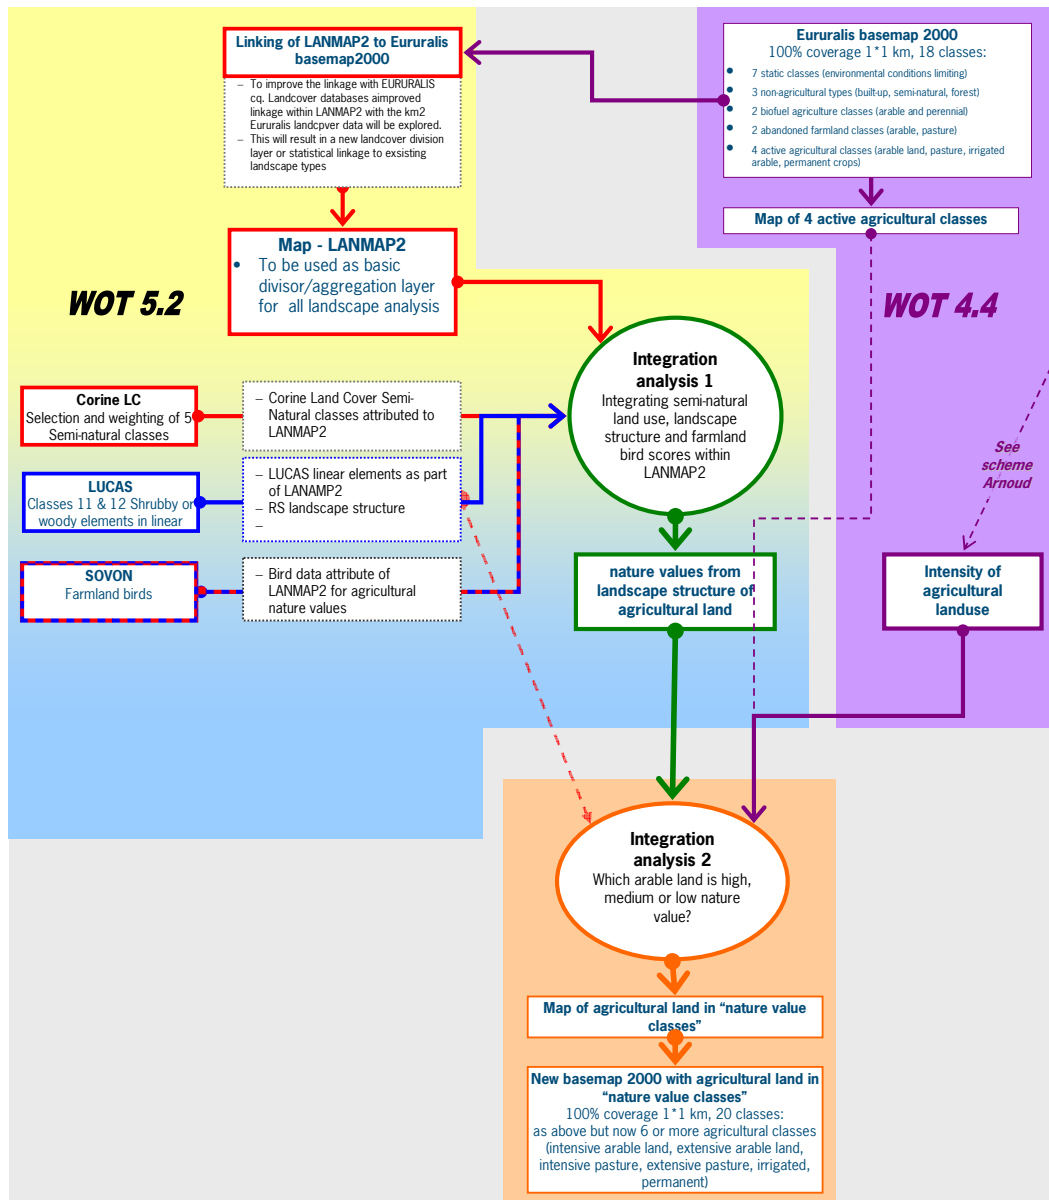 Linking of LANMAP2 to Eururalis
basemap2000
– To improve the linkage with EURURALIS
cq. Landcover databases aimproved
linkage within LANMAP2 with the km2
Eururalis landcpver data will be explored.
– This will result in a new landcover division
layer or statistical linkage to exsisting
landscape types
Eururalis basemap 2000
100% coverage 1*1 km, 18 classes:
• 7 static classes (environmental conditions limiting)
• 3 non-agricultural types (built-up, semi-natural, forest)
• 2 biofuel agriculture classes (arable and perennial)
• 2 abandoned farmland classes (arable, pasture)
• 4 active agricultural classes (arable land, pasture, irrigated
arable, permanent crops)
Map of 4 active agricultural classes
Map - LANMAP2
• To be used as basic
divisor/aggregation layer
for all landscape analysis
WOT 5.2
WOT 4.4
Integration
analysis 1
Integrating semi-natural
land use, landscape
structure and farmland
bird scores within
LANMAP2
Corine LC
Selection and weighting of 5
Semi-natural classes
– Corine Land Cover Semi-
Natural classes attributed to
LANMAP2
LUCAS
Classes 11 & 12 Shrubby or
woody elements in linear
– LUCAS linear elements as part
of LANAMP2
– RS landscape structure
–
See
scheme
Arnoud
SOVON
Farmland birds
– Bird data attribute of
LANMAP2 for agricultural
nature values
nature values from
landscape structure of
agricultural land
Intensity of
agricultural
landuse
Integration
analysis 2
Which arable land is high,
medium or low nature
value?
Map of agricultural land in “nature value
classes”
New basemap 2000 with agricultural land in
“nature value classes”
100% coverage 1*1 km, 20 classes:
as above but now 6 or more agricultural classes
(intensive arable land, extensive arable land,
intensive pasture, extensive pasture, irrigated,
permanent)